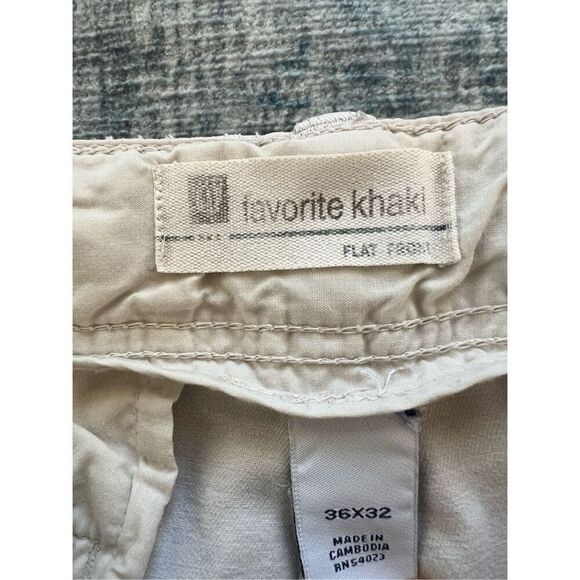 favorite khaki
FLAT FRONT
36X32
MADE IN
CAMBODIA
RN54023